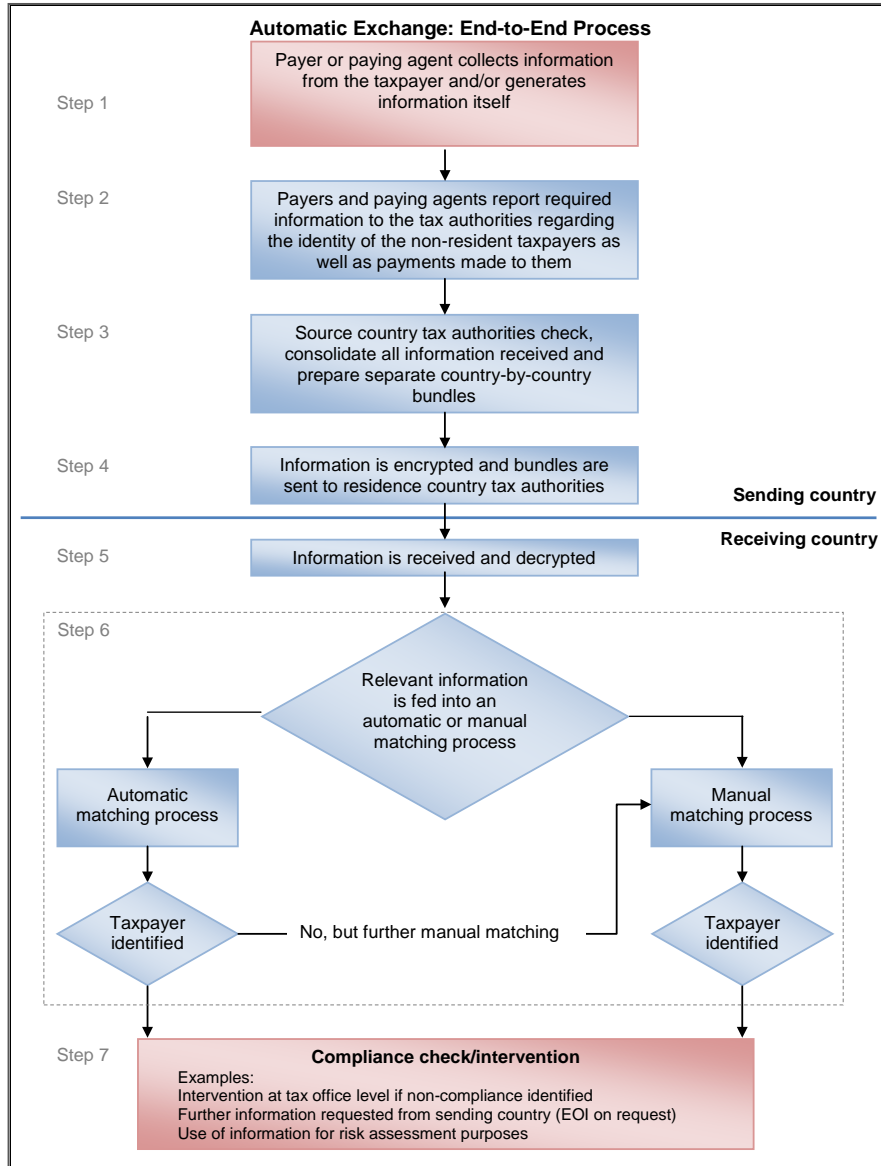 Automatic Exchange: End-to-End Process
Step 1
Payer or paying agent collects information
from the taxpayer and/or generates
information itself
Step 2
Payers and paying agents report required
information to the tax authorities regarding
the identity of the non-resident taxpayers as
well as payments made to them
Step 3
Source country tax authorities check,
consolidate all information received and
prepare separate country-by-country
bundles
Step 4
Information is encrypted and bundles are
sent to residence country tax authorities
Sending country
Receiving country
Step 5
Information is received and decrypted
Step 6
Relevant information
is fed into an
automatic or manual
matching process
Automatic
matching process
Manual
matching process
Taxpayer
identified
No, but further manual matching
Taxpayer
identified
Step 7
Compliance check/intervention
Examples:
Intervention at tax office level if non-compliance identified
Further information requested from sending country (EOI on request)
Use of information for risk assessment purposes